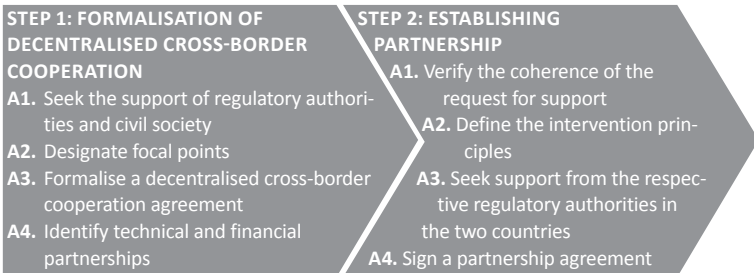 STEP 1: FORMALISATION OF
DECENTRALISED CROSS-BORDER
COOPERATION
A1. Seek the support of regulatory authori-
ties and civil society
A2. Designate focal points
A3. Formalise a decentralised cross-border
cooperation agreement
A4. Identify technical and financial
partnerships
STEP 2: ESTABLISHING
PARTNERSHIP
A1. Verify the coherence of the
request for support
A2. Define the intervention prin-
ciples
A3. Seek support from the respec-
tive regulatory authorities in
the two countries
A4. Sign a partnership agreement